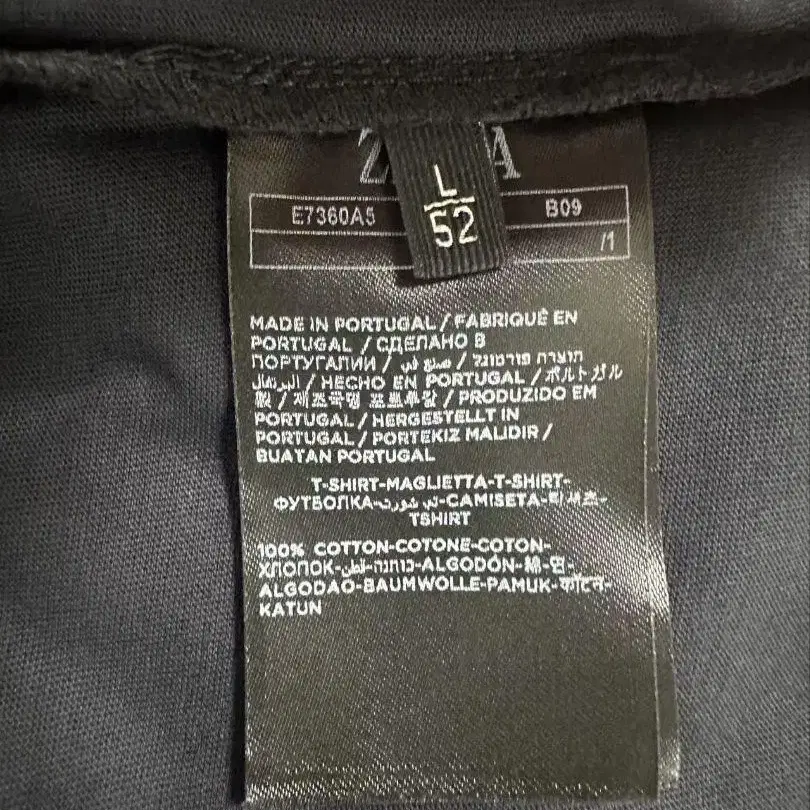 L
52
E7360A5 B09
/1
MADE IN PORTUGAL / FABRIQUÉ EN
PORTUGAL / СДЕЛАНО В
ПОРТУГАЛИИ / صنع في / תוצרת פורטוגל
البرتغال / HECHO EN PORTUGAL / ポルトガル
製 / 제조국명 포르투갈 / PRODUZIDO EM
PORTUGAL / HERGESTELLT IN
PORTUGAL / PORTEKIZ MALIDIR /
BUATAN PORTUGAL
T-SHIRT-MAGLIETTA-T-SHIRT-
ФУТБОЛКА-تي شورت-CAMISETA-티셔츠-
TSHIRT
100% COTTON-COTONE-COTON-
ХЛОПОК-قطن-כותנה-ALGODÓN-綿-면-
ALGODAO-BAUMWOLLE-PAMUK-कॉटन-
KATUN